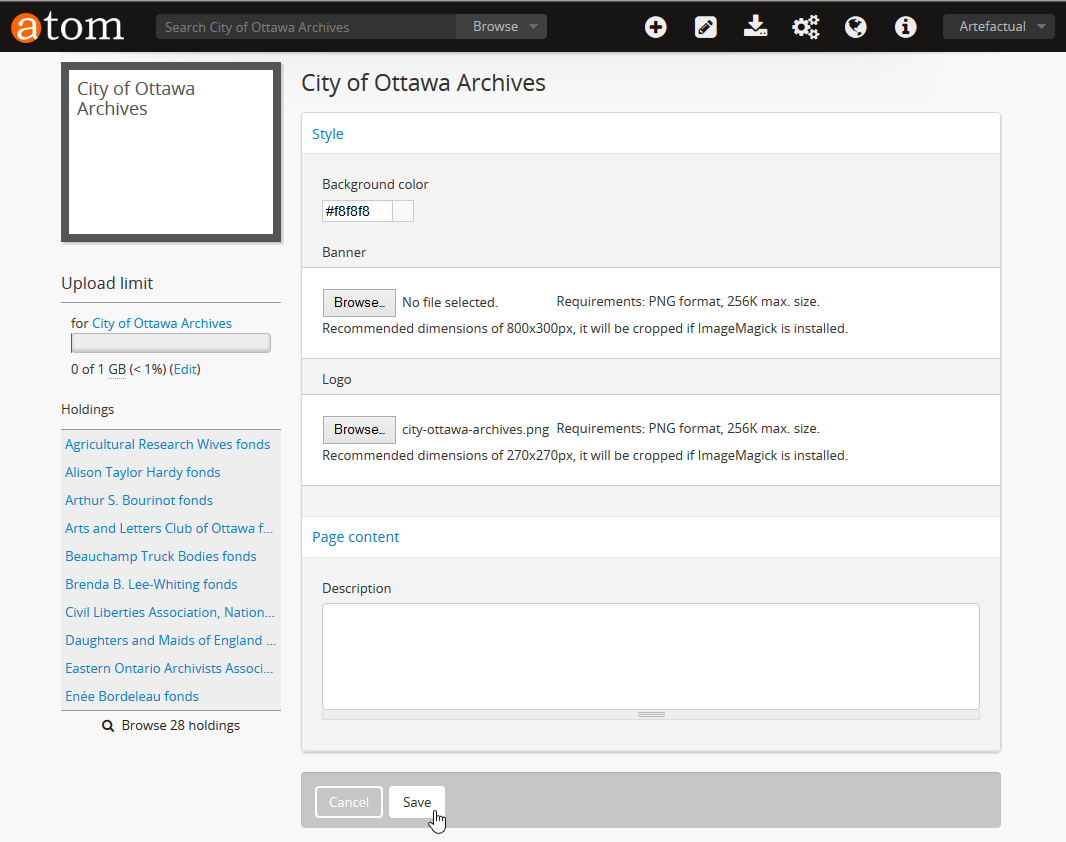 atom
Search City of Ottawa Archives
Browse
Artefactual
City of Ottawa
Archives
Upload limit
for City of Ottawa Archives
0 of 1 GB (< 1%) (Edit)
Holdings
Agricultural Research Wives fonds
Alison Taylor Hardy fonds
Arthur S. Bourinot fonds
Arts and Letters Club of Ottawa f...
Beauchamp Truck Bodies fonds
Brenda B. Lee-Whiting fonds
Civil Liberties Association, Nation...
Daughters and Maids of England ...
Eastern Ontario Archivists Associ...
Enée Bordeleau fonds
Browse 28 holdings
City of Ottawa Archives
Style
Background color
#f8f8f8
Banner
Browse... No file selected. Requirements: PNG format, 256K max. size.
Recommended dimensions of 800x300px, it will be cropped if ImageMagick is installed.
Logo
Browse... city-ottawa-archives.png Requirements: PNG format, 256K max. size.
Recommended dimensions of 270x270px, it will be cropped if ImageMagick is installed.
Page content
Description
Cancel
Save